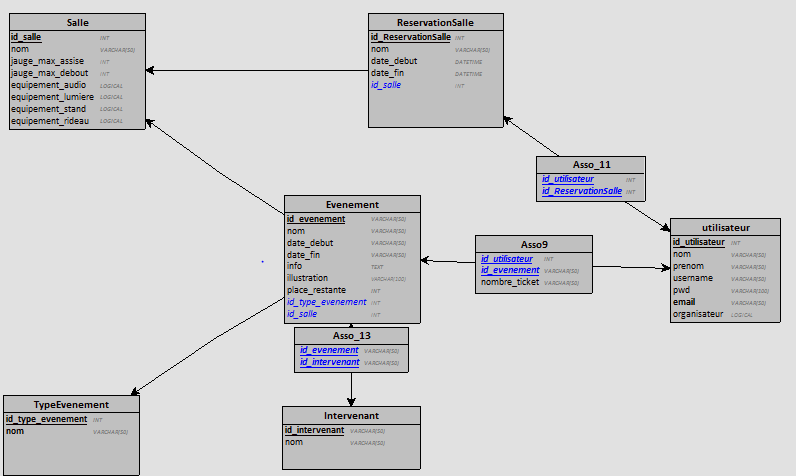 Salle
id_salle INT
nom VARCHAR(50)
jauge_max_assise INT
jauge_max_debout INT
equipement_audio LOGICAL
equipement_lumiere LOGICAL
equipement_stand LOGICAL
equipement_rideau LOGICAL
ReservationSalle
id_ReservationSalle INT
nom VARCHAR(50)
date_debut DATETIME
date_fin DATETIME
id_salle INT
Asso_11
id_utilisateur INT
id_ReservationSalle INT
Evenement
id_evenement VARCHAR(50)
nom VARCHAR(50)
date_debut VARCHAR(50)
date_fin VARCHAR(50)
info TEXT
illustration VARCHAR(100)
place_restante INT
id_type_evenement INT
id_salle INT
Asso9
id_utilisateur INT
id_evenement VARCHAR(50)
nombre_ticket VARCHAR(50)
utilisateur
id_utilisateur INT
nom VARCHAR(50)
prenom VARCHAR(50)
username VARCHAR(50)
pwd VARCHAR(100)
email VARCHAR(50)
organisateur LOGICAL
Asso_13
id_evenement VARCHAR(50)
id_intervenant VARCHAR(50)
TypeEvenement
id_type_evenement INT
nom VARCHAR(50)
Intervenant
id_intervenant VARCHAR(50)
nom VARCHAR(50)